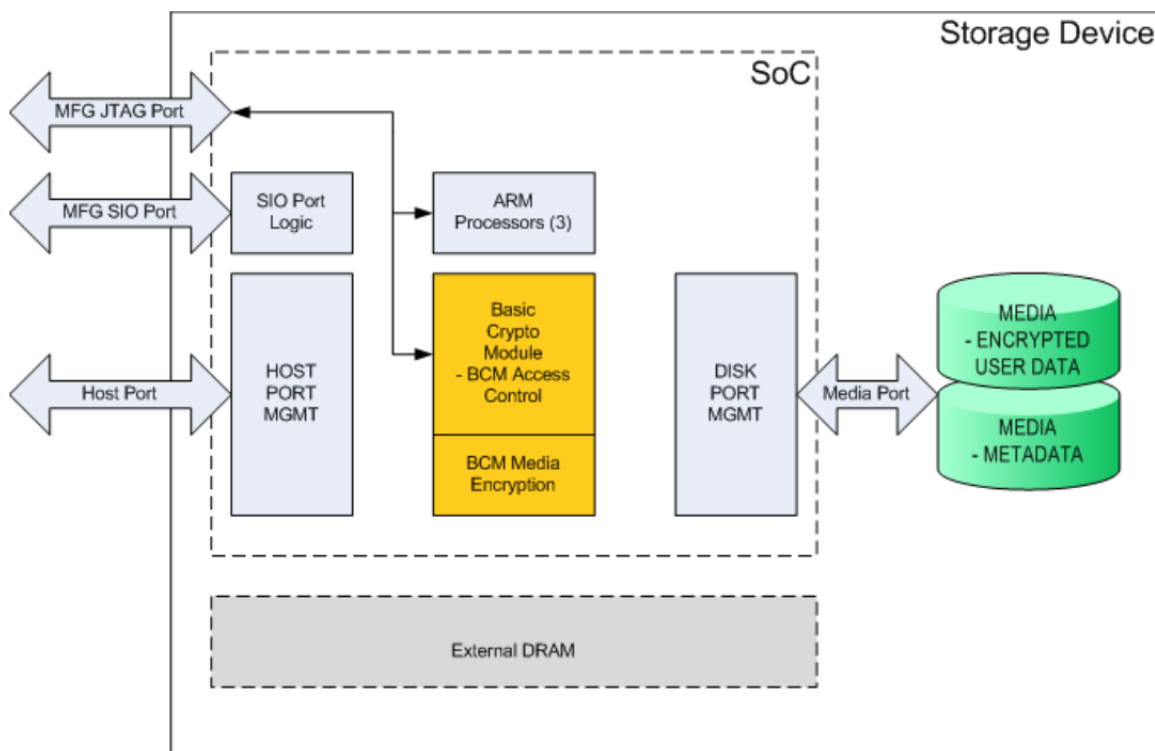 Storage Device
SoC
MFG JTAG Port
MFG SIO Port
SIO Port
Logic
ARM
Processors (3)
Host Port
HOST
PORT
MGMT
Basic
Crypto
Module
- BCM Access
Control
BCM Media
Encryption
DISK
PORT
MGMT
Media Port
MEDIA
- ENCRYPTED
USER DATA
MEDIA
- METADATA
External DRAM